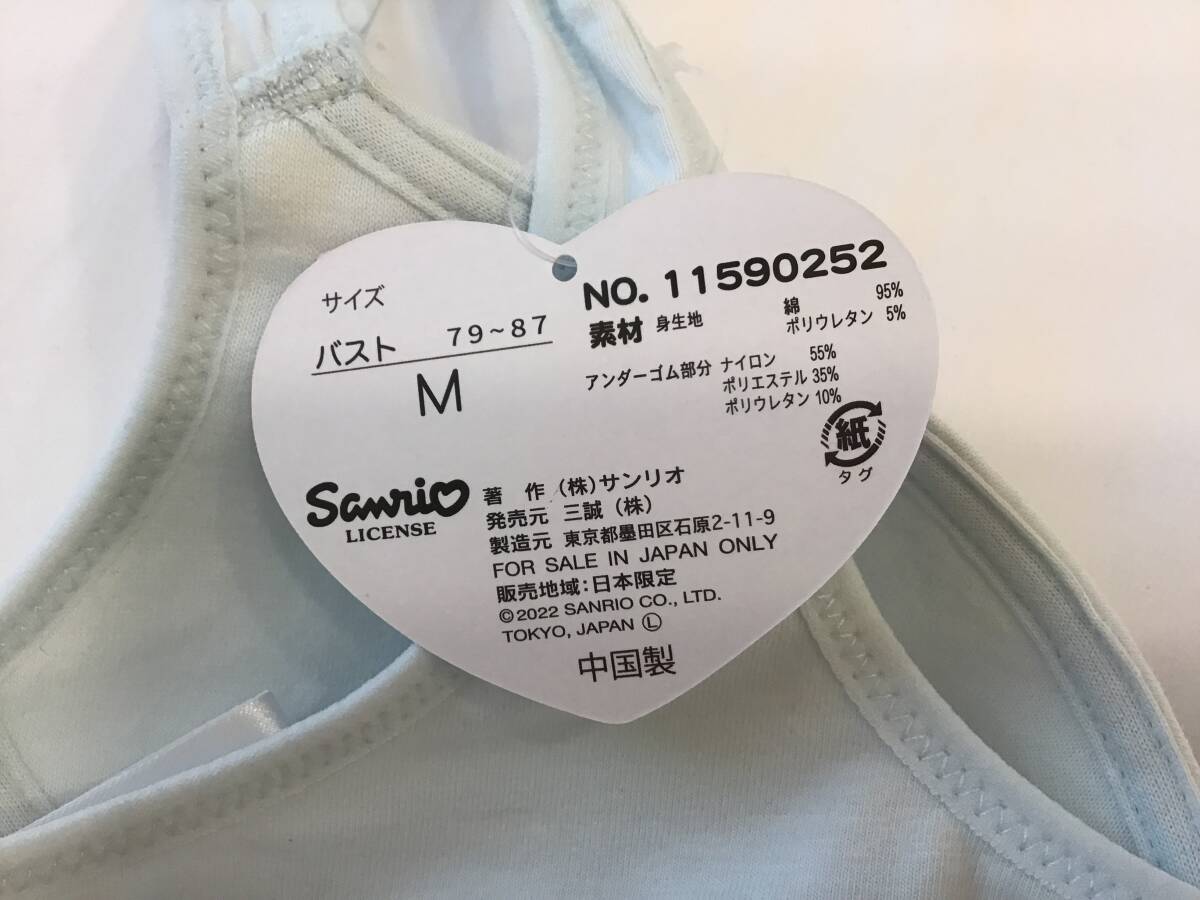 サイズ
バスト 79~87
M
NO. 11590252
素材 身生地 綿 95%
ポリウレタン 5%
アンダーゴム部分 ナイロン 55%
ポリエステル 35%
ポリウレタン 10%
紙
タグ
Sanrio
LICENSE
著 作 (株)サンリオ
発売元 三誠(株)
製造元 東京都墨田区石原2-11-9
FOR SALE IN JAPAN ONLY
販売地域:日本限定
©2022 SANRIO CO., LTD.
TOKYO, JAPAN Ⓛ
中国製